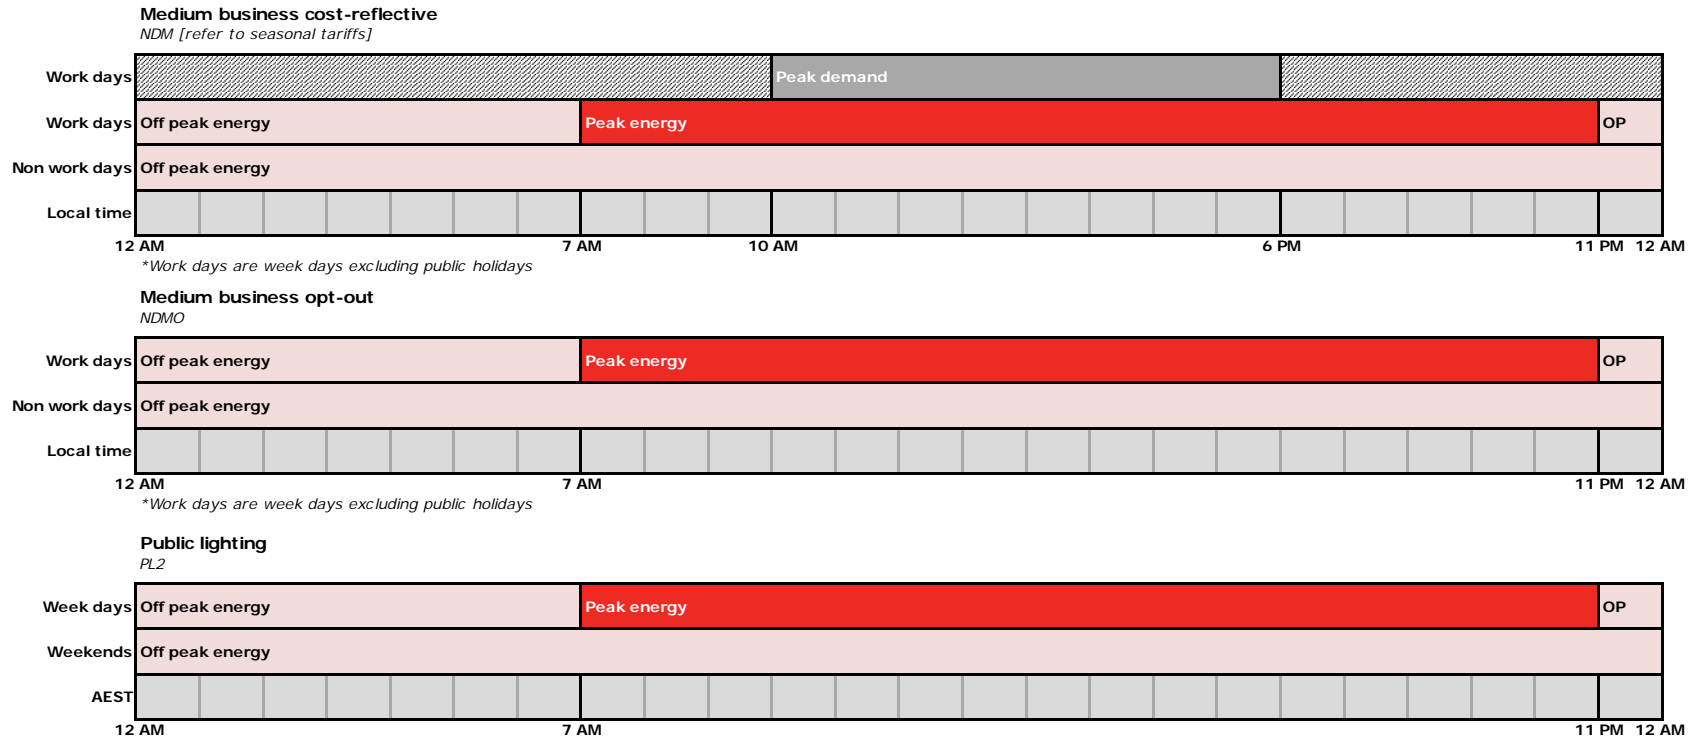 Medium business cost-reflective
NDM [refer to seasonal tariffs]
Work days Peak demand
Work days Off peak energy Peak energy OP
Non work days Off peak energy
Local time
12 AM 7 AM 10 AM 6 PM 11 PM 12 AM
*Work days are week days excluding public holidays
Medium business opt-out
NDMO
Work days Off peak energy Peak energy OP
Non work days Off peak energy
Local time
12 AM 7 AM 11 PM 12 AM
*Work days are week days excluding public holidays
Public lighting
PL2
Week days Off peak energy Peak energy OP
Weekends Off peak energy
AEST
12 AM 7 AM 11 PM 12 AM